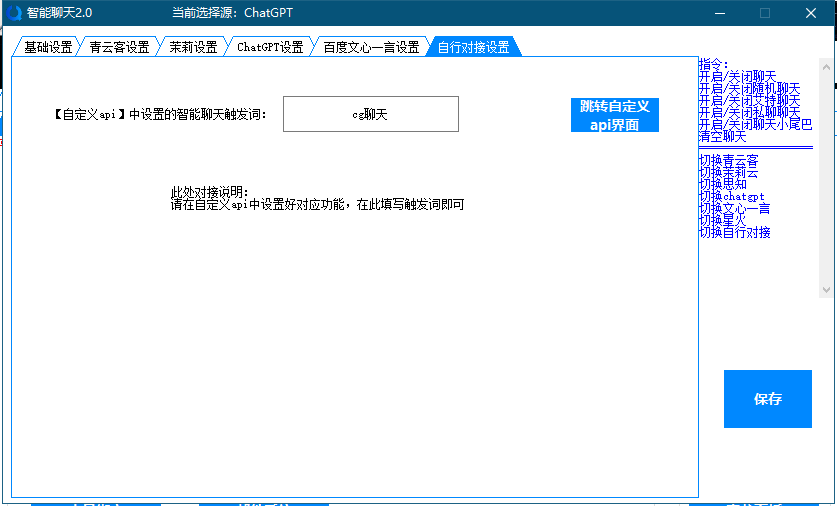 智能聊天2.0
当前选择源：ChatGPT
基础设置
青云客设置
茉莉设置
ChatGPT设置
百度文心一言设置
自行对接设置
【自定义api】中设置的智能聊天触发词：
cg聊天
跳转自定义
api界面
此处对接说明：
请在自定义api中设置好对应功能，在此填写触发词即可
指令：
开启/关闭聊天
开启/关闭随机聊天
开启/关闭艾特聊天
开启/关闭私聊聊天
开启/关闭聊天小尾巴
清空聊天
切换青云客
切换茉莉云
切换思知
切换chatgpt
切换文心一言
切换星火
切换自行对接
保存